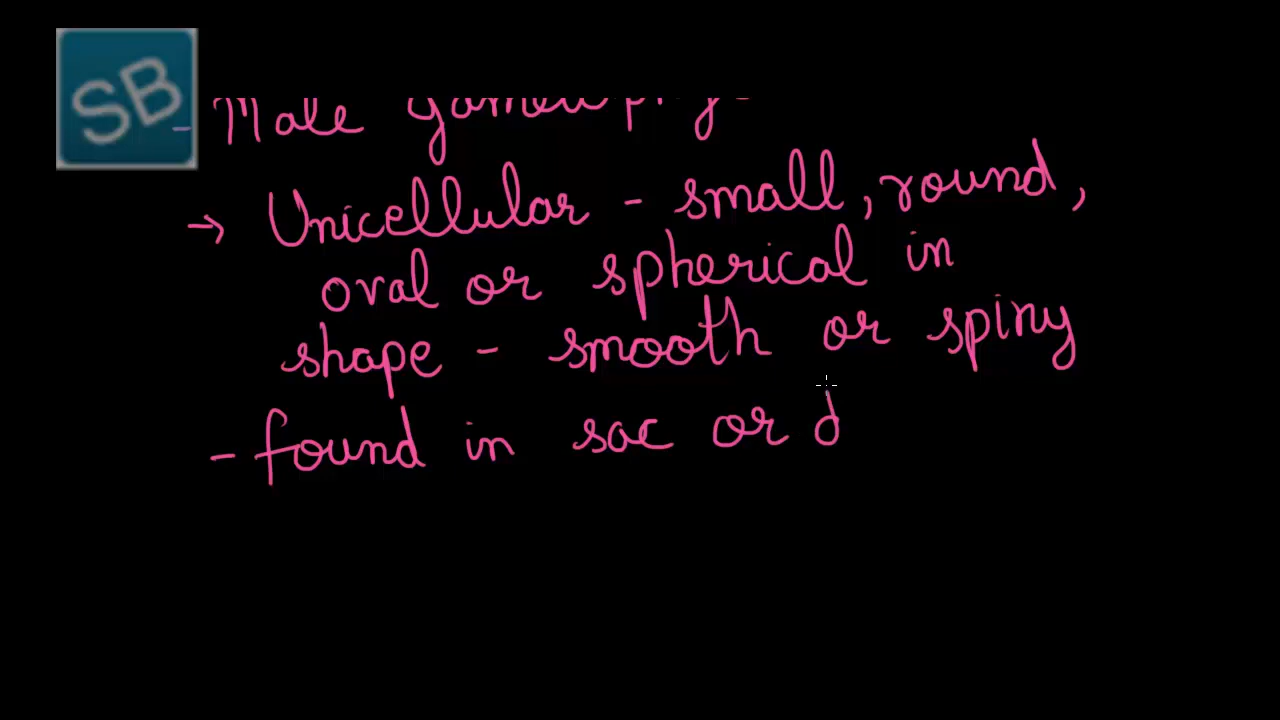 SB
- Male
→ Unicellular - small, round,
oval or spherical in
shape - smooth or spiny
- found in sac or d